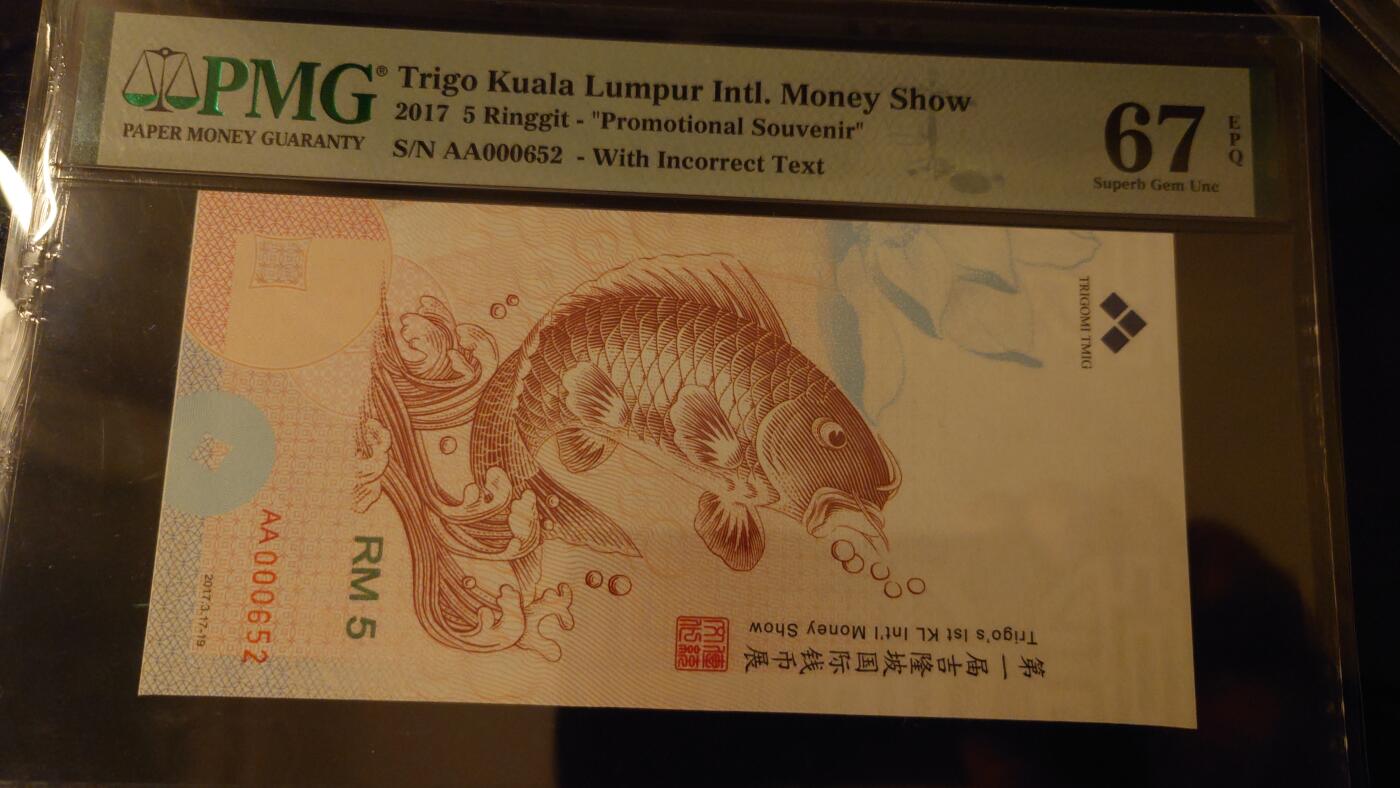 PMG®
PAPER MONEY GUARANTY
Trigo Kuala Lumpur Intl. Money Show
2017 5 Ringgit - "Promotional Souvenir"
S/N AA000652 - With Incorrect Text
67
EPQ
Superb Gem Unc
TRIGOMI TMIG
第一届吉隆坡国际钱币展
Trigo's Ist KL Int'l Money Show
RM 5
AA000652
2017.3.17-19